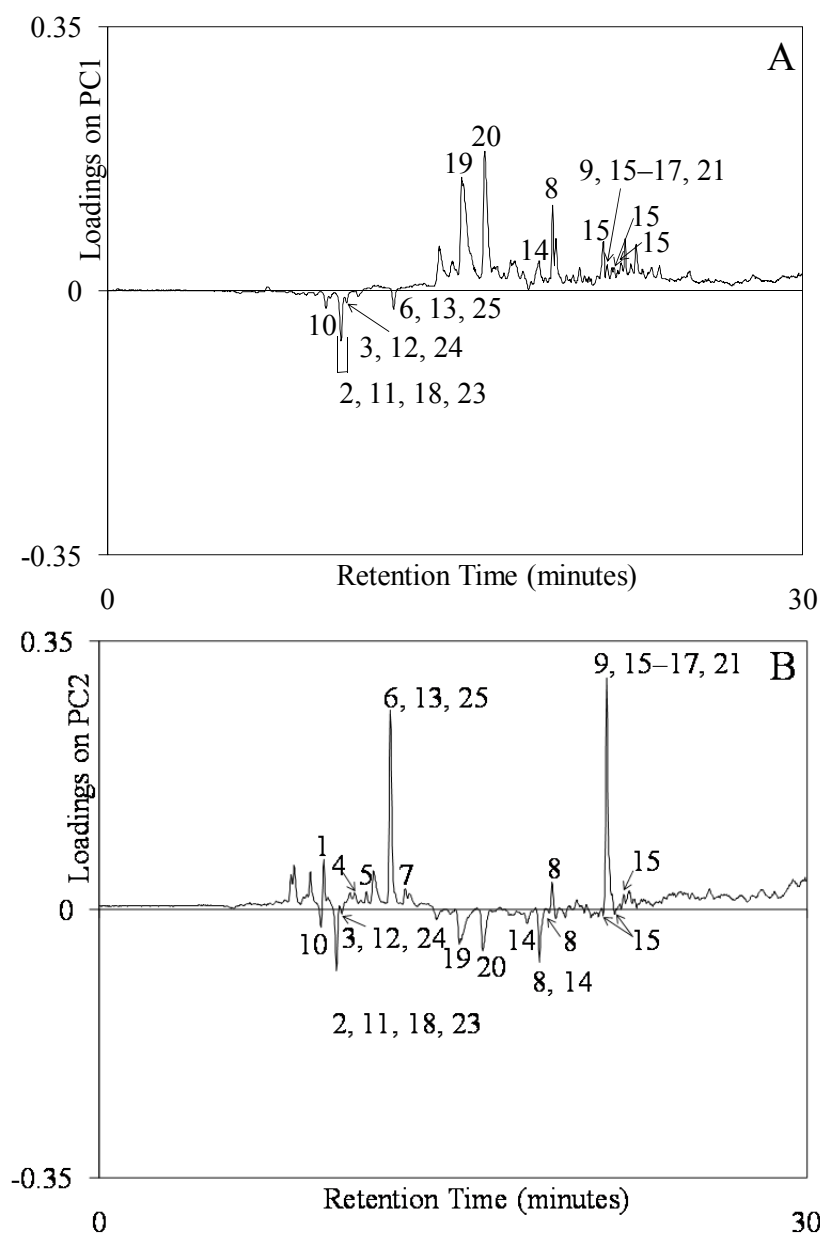 0.35
A
Loadings on PC1
20
19
9, 15–17, 21
8
15
15
15
14
0
6, 13, 25
10
3, 12, 24
2, 11, 18, 23
-0.35
Retention Time (minutes)
0
30
0.35
9, 15–17, 21
B
Loadings on PC2
6, 13, 25
1
4
5
7
8
15
0
10
3, 12, 24
19
20
14
8
15
8, 14
2, 11, 18, 23
-0.35
Retention Time (minutes)
0
30